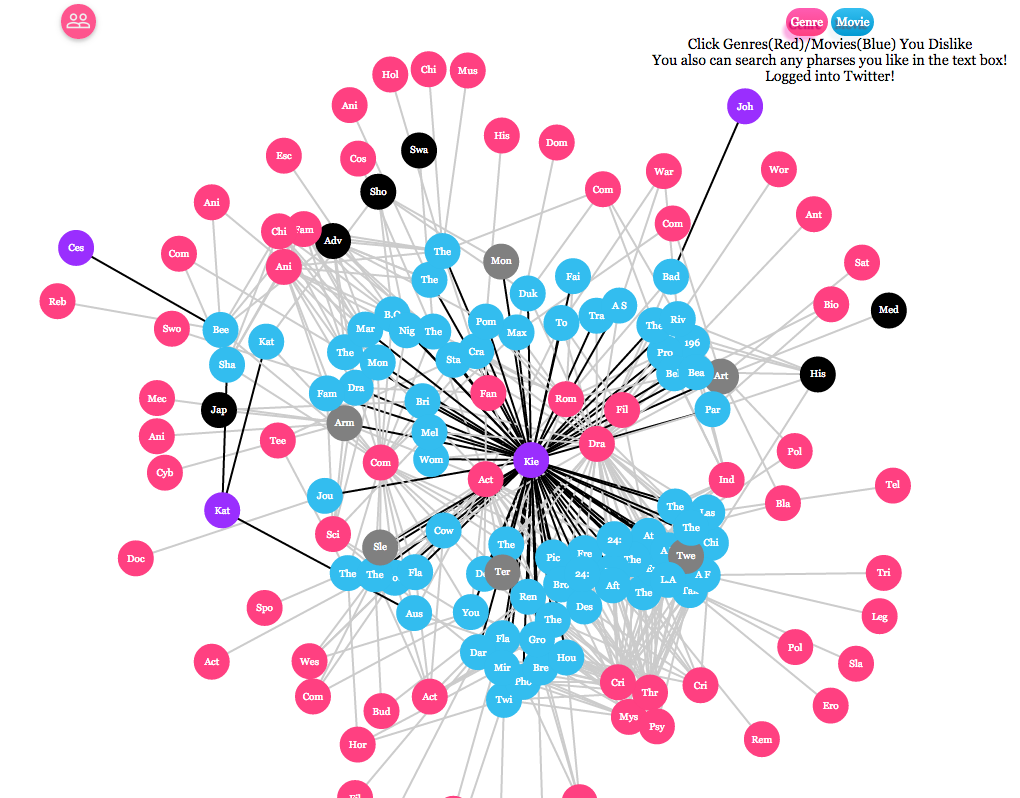 Genre Movie
Click Genres(Red)/Movies(Blue) You Dislike
You also can search any pharses you like in the text box!
Logged into Twitter!
Hol
Chi
Mus
Ani
Joh
His
Dom
Swa
Esc
Cos
War
Wor
Sho
Com
Ani
Ant
Com
Chi
Fam
Adv
Ces
Com
The
Ani
Mon
Sat
The
Fai
Bad
Duk
Reb
A S
Bio
Med
B.C
Tra
Riv
Swo
Bee
Mar
Nig
The
Pom
Max
To
The
Kat
196
The
Mon
Sta
Cra
Pro
Sha
Bel
Bea
Art
His
Fam
Dra
Fan
Mec
Bri
Rom
Jap
Fil
Par
Arm
Ani
Tee
Mel
Dra
Pol
Com
Wom
Kie
Cyb
Act
Ind
Tel
Jou
Bla
Kat
The
Sci
Cow
The
24:
At
Chi
Sle
The
Doc
Pic
Fre
The
Twe
The
The
Fla
Ter
24:
A F
Tri
Bro
Aft
L.A
The
Ren
Spo
Aus
You
Des
Leg
The
Fla
Gro
Pol
Act
Wes
Dar
Hou
Sla
Mir
Bre
Cri
Cri
Com
Act
Pho
Thr
Twi
Ero
Bud
Mys
Psy
Hor
Rem